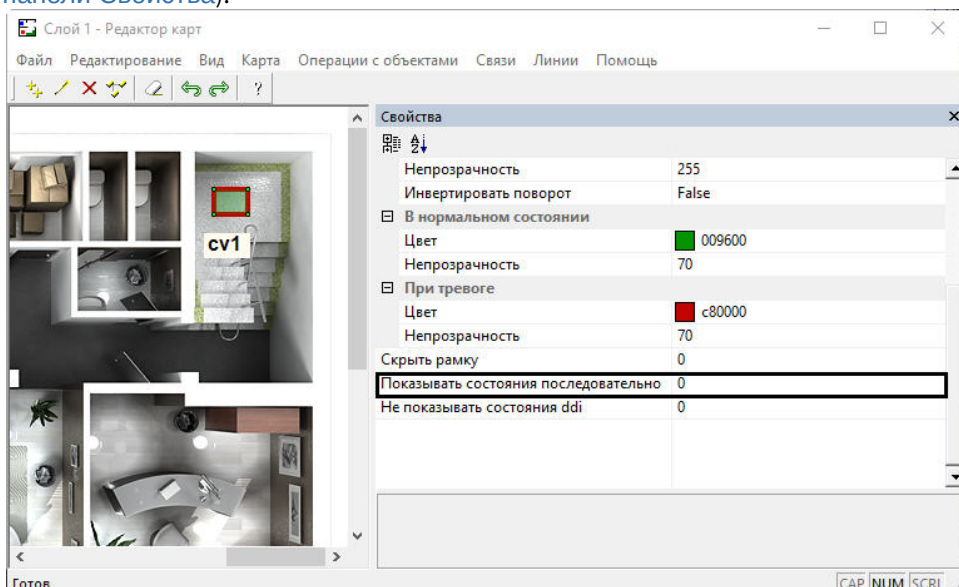 панели Свойства).
Слой 1 - Редактор карт
Файл Редактирование Вид Карта Операции с объектами Связи Линии Помощь
?
Свойства
Непрозрачность 255
Инвертировать поворот False
В нормальном состоянии
Цвет 009600
Непрозрачность 70
При тревоге
Цвет c80000
Непрозрачность 70
Скрыть рамку 0
Показывать состояния последовательно 0
Не показывать состояния ddi 0
cv1
Готов CAP NUM SCRL